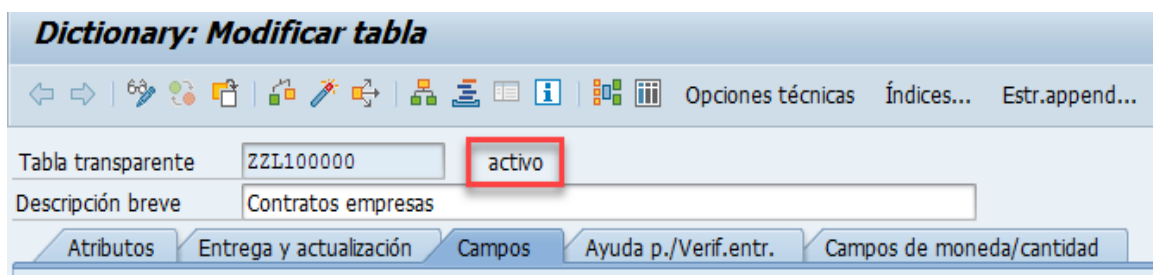 Dictionary: Modificar tabla
Opciones técnicas Índices... Estr.append...
Tabla transparente ZZL100000 activo
Descripción breve Contratos empresas
Atributos Entrega y actualización Campos Ayuda p./Verif.entr. Campos de moneda/cantidad